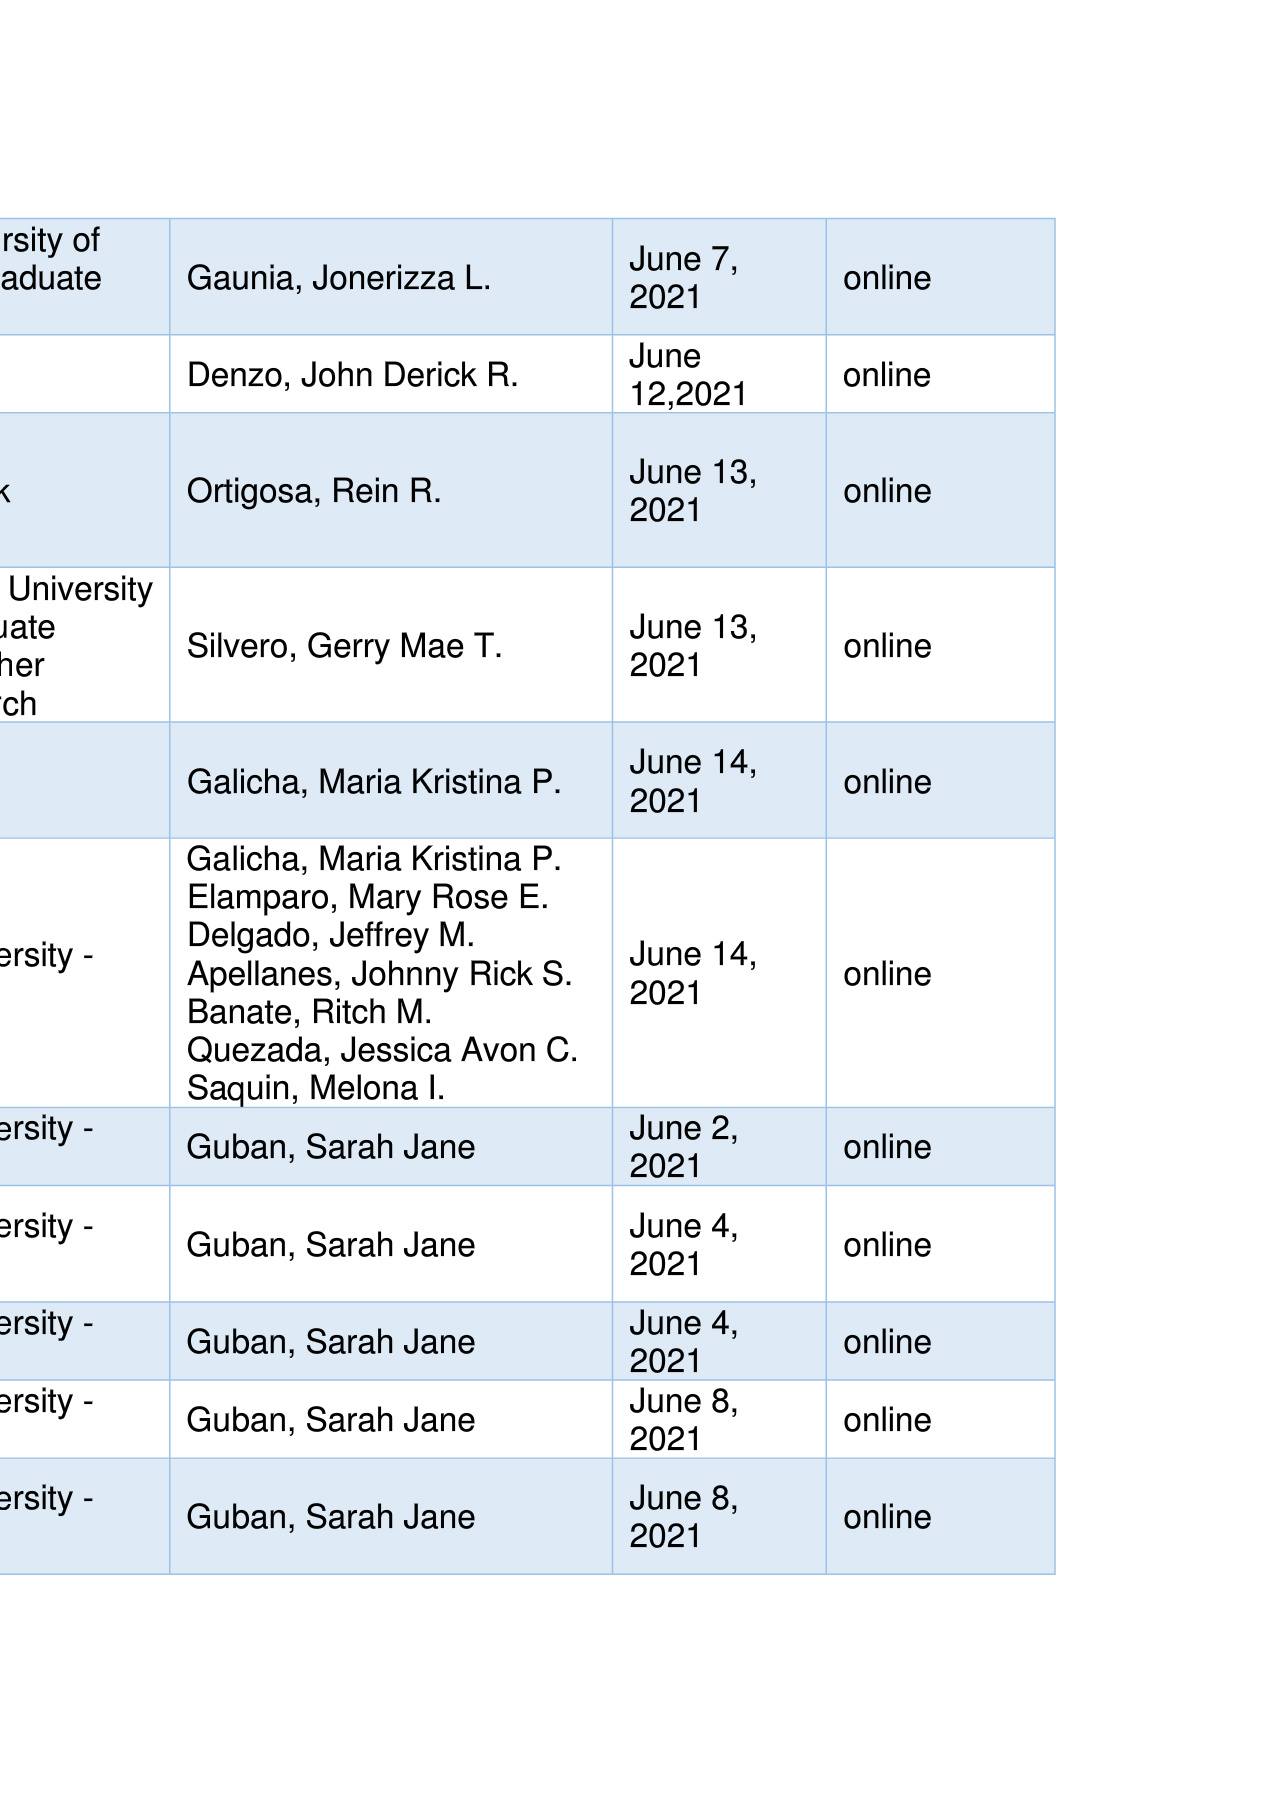 rsity of
aduate
Gaunia, Jonerizza L.
June 7,
2021
online
Denzo, John Derick R.
June
12,2021
online
k
Ortigosa, Rein R.
June 13,
2021
online
University
uate
her
rch
Silvero, Gerry Mae T.
June 13,
2021
online
Galicha, Maria Kristina P.
June 14,
2021
online
ersity -
Galicha, Maria Kristina P.
Elamparo, Mary Rose E.
Delgado, Jeffrey M.
Apellanes, Johnny Rick S.
Banate, Ritch M.
Quezada, Jessica Avon C.
Saquin, Melona I.
June 14,
2021
online
ersity -
Guban, Sarah Jane
June 2,
2021
online
ersity -
Guban, Sarah Jane
June 4,
2021
online
ersity -
Guban, Sarah Jane
June 4,
2021
online
ersity -
Guban, Sarah Jane
June 8,
2021
online
ersity -
Guban, Sarah Jane
June 8,
2021
online